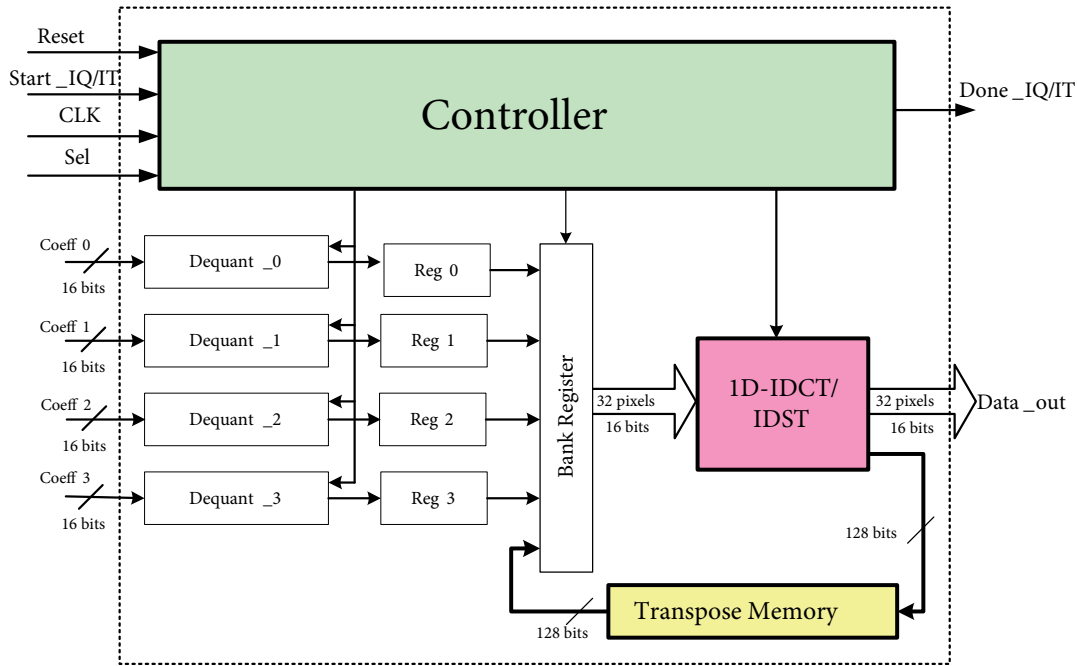 Reset
Start _IQ/IT
CLK
Sel
Controller
Done _IQ/IT
Coeff 0
16 bits
Dequant _0
Reg 0
Coeff 1
16 bits
Dequant _1
Reg 1
Coeff 2
16 bits
Dequant _2
Reg 2
Coeff 3
16 bits
Dequant _3
Reg 3
Bank Register
32 pixels
16 bits
1D-IDCT/
IDST
32 pixels
16 bits
Data _out
128 bits
Transpose Memory
128 bits